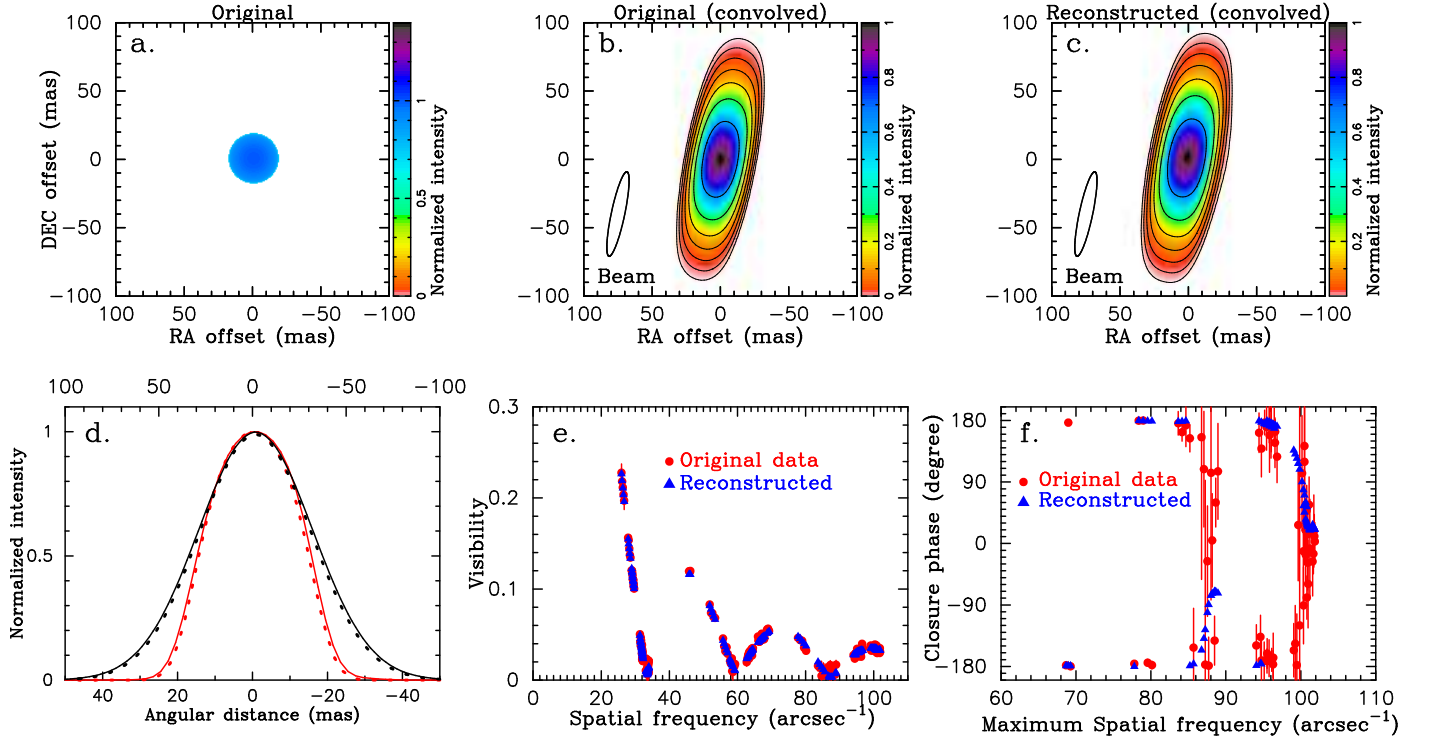 Original
a.
100
50
0
−50
−100
DEC offset (mas)
100 50 0 −50 −100
RA offset (mas)
0 0.5 1
Normalized intensity
Original (convolved)
b.
100
50
0
−50
−100
Beam
100 50 0 −50 −100
RA offset (mas)
0.2 0.4 0.6 0.8 1
Normalized intensity
Reconstructed (convolved)
c.
100
50
0
−50
−100
Beam
100 50 0 −50 −100
RA offset (mas)
0.2 0.4 0.6 0.8 1
Normalized intensity
100 50 0 −50 −100
d.
1
0.5
0
Normalized intensity
40 20 0 −20 −40
Angular distance (mas)
e.
0.3
0.2
0.1
0
Visibility
Original data
Reconstructed
0 20 40 60 80 100
Spatial frequency (arcsec−1)
f.
180
90
0
−90
−180
Closure phase (degree)
Original data
Reconstructed
60 70 80 90 100 110
Maximum Spatial frequency (arcsec−1)